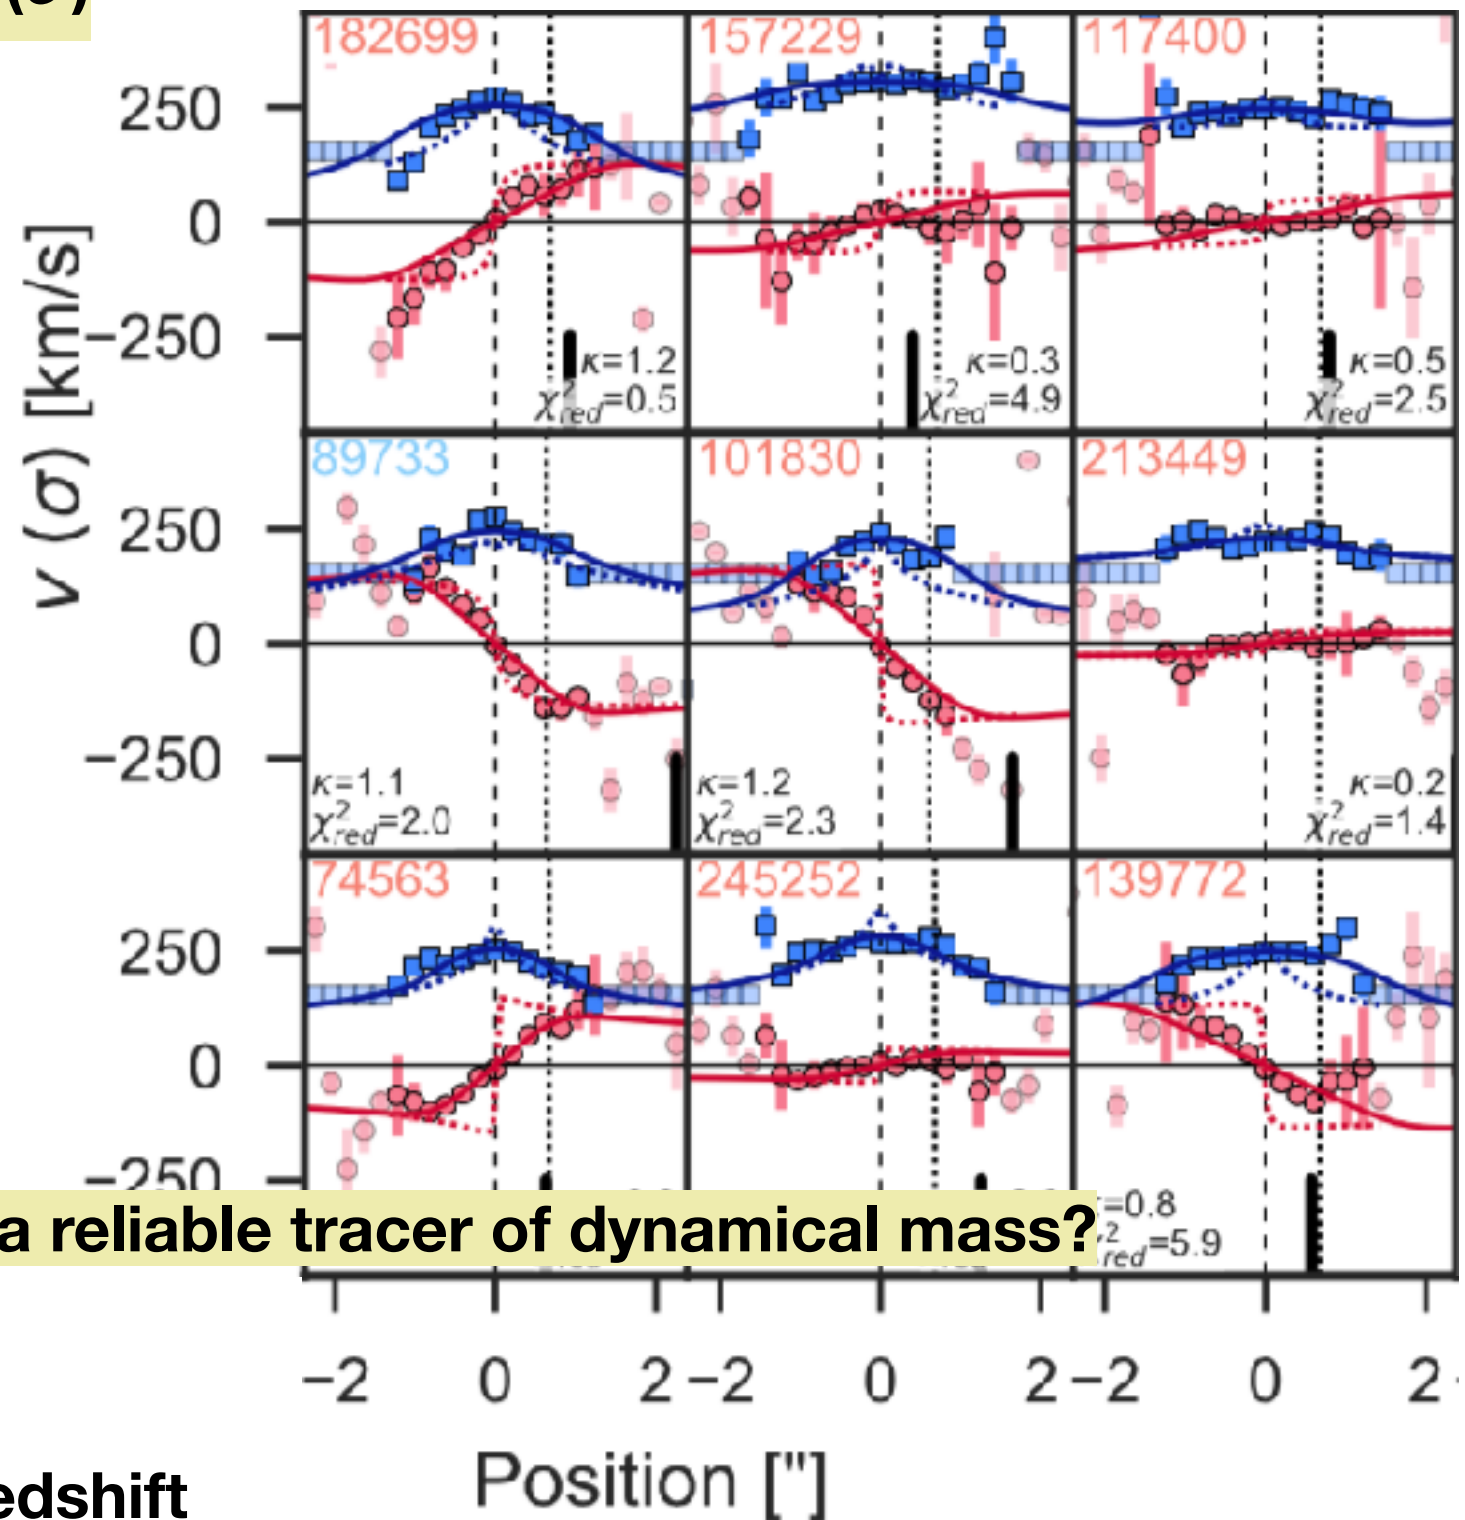 182699 157229 117400
250
0
−250
κ=1.2 κ=0.3 κ=0.5
χ²red=0.5 χ²red=4.9 χ²red=2.5
v (σ) [km/s]
89733 101830 213449
250
0
−250
κ=1.1 κ=1.2 κ=0.2
χ²red=2.0 χ²red=2.3 χ²red=1.4
74563 245252 139772
250
0
−250
=0.8
a reliable tracer of dynamical mass?
red=5.9
−2 0 2 −2 0 2 −2 0 2
Position ["]
edshift